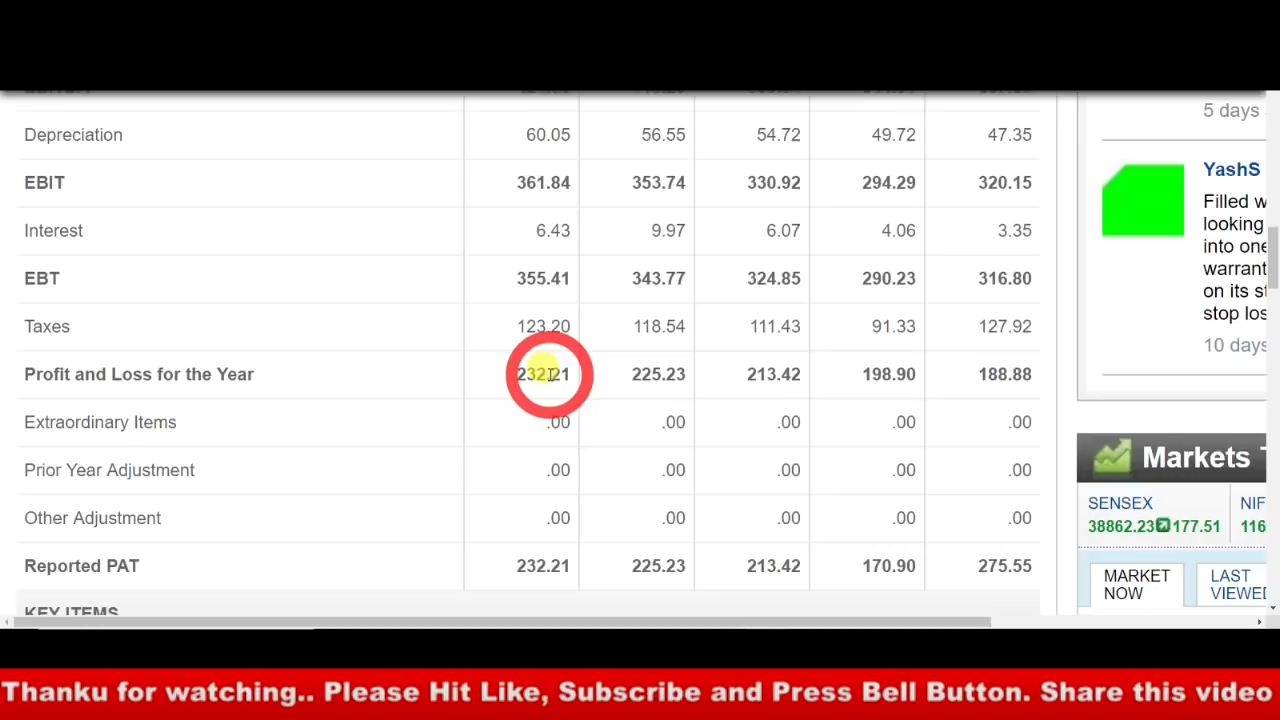 Depreciation 60.05 56.55 54.72 49.72 47.35
EBIT 361.84 353.74 330.92 294.29 320.15
Interest 6.43 9.97 6.07 4.06 3.35
EBT 355.41 343.77 324.85 290.23 316.80
Taxes 123.20 118.54 111.43 91.33 127.92
Profit and Loss for the Year 232.21 225.23 213.42 198.90 188.88
Extraordinary Items .00 .00 .00 .00 .00
Prior Year Adjustment .00 .00 .00 .00 .00
Other Adjustment .00 .00 .00 .00 .00
Reported PAT 232.21 225.23 213.42 170.90 275.55
KEY ITEMS
5 days
YashS
Filled w
looking
into one
warrant
on its st
stop los
10 days
Markets T
SENSEX NIF
38862.23 177.51 116
MARKET NOW
LAST VIEWED
Thanku for watching.. Please Hit Like, Subscribe and Press Bell Button. Share this video